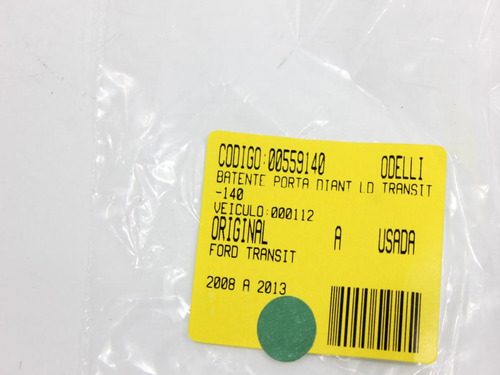 CODIGO:00559140 ODELLI
BATENTE PORTA DIANT LD TRANSIT
-140
VEICULO:000112
ORIGINAL A USADA
FORD TRANSIT
2008 A 2013